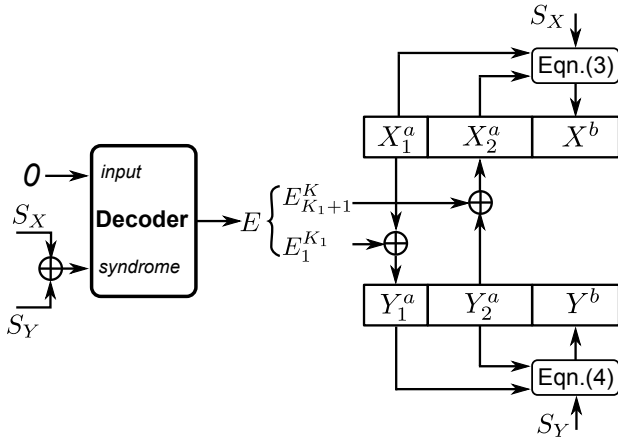 S_X
Eqn.(3)
X_1^a X_2^a X^b
0 input
Decoder
S_X
syndrome
S_Y
E { E_{K_1+1}^K
E_1^{K_1}
Y_1^a Y_2^a Y^b
Eqn.(4)
S_Y